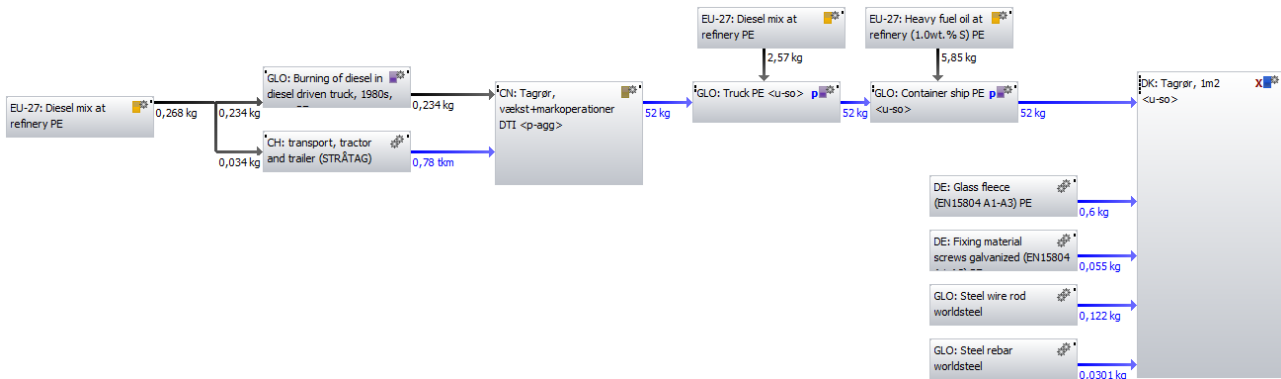 EU-27: Diesel mix at
refinery PE
0,268 kg
0,234 kg
0,034 kg
GLO: Burning of diesel in
diesel driven truck, 1980s,
0,234 kg
CH: transport, tractor
and trailer (STRÅTAG)
0,78 tkm
CN: Tagrør,
vækst+markoperationer
DTI <p-agg>
52 kg
EU-27: Diesel mix at
refinery PE
2,57 kg
GLO: Truck PE <u-so> p
52 kg
EU-27: Heavy fuel oil at
refinery (1.0wt.% S) PE
5,85 kg
GLO: Container ship PE p
<u-so>
52 kg
DK: Tagrør, 1m2 X
<u-so>
DE: Glass fleece
(EN15804 A1-A3) PE
0,6 kg
DE: Fixing material
screws galvanized (EN15804
0,055 kg
GLO: Steel wire rod
worldsteel
0,122 kg
GLO: Steel rebar
worldsteel
0,0301 kg